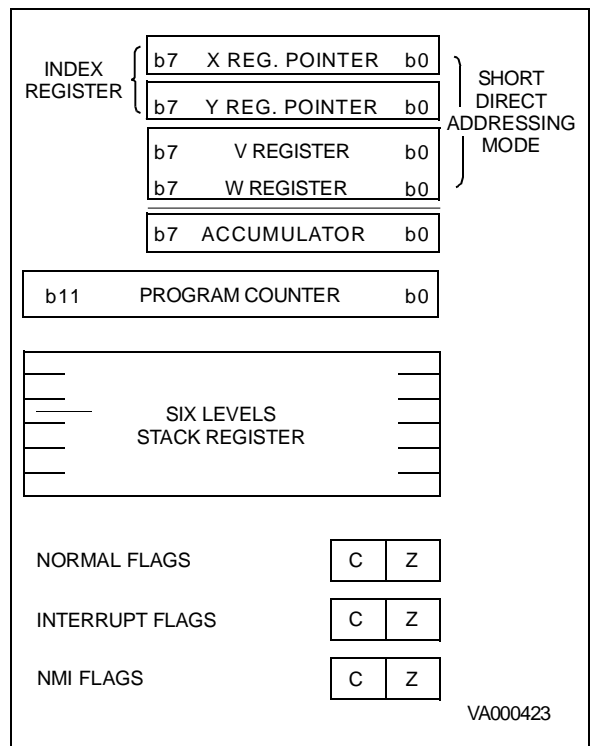 INDEX
REGISTER
b7 X REG. POINTER b0
b7 Y REG. POINTER b0
b7 V REGISTER b0
b7 W REGISTER b0
b7 ACCUMULATOR b0
SHORT
DIRECT
ADDRESSING
MODE
b11 PROGRAM COUNTER b0
SIX LEVELS
STACK REGISTER
NORMAL FLAGS C Z
INTERRUPT FLAGS C Z
NMI FLAGS C Z
VA000423